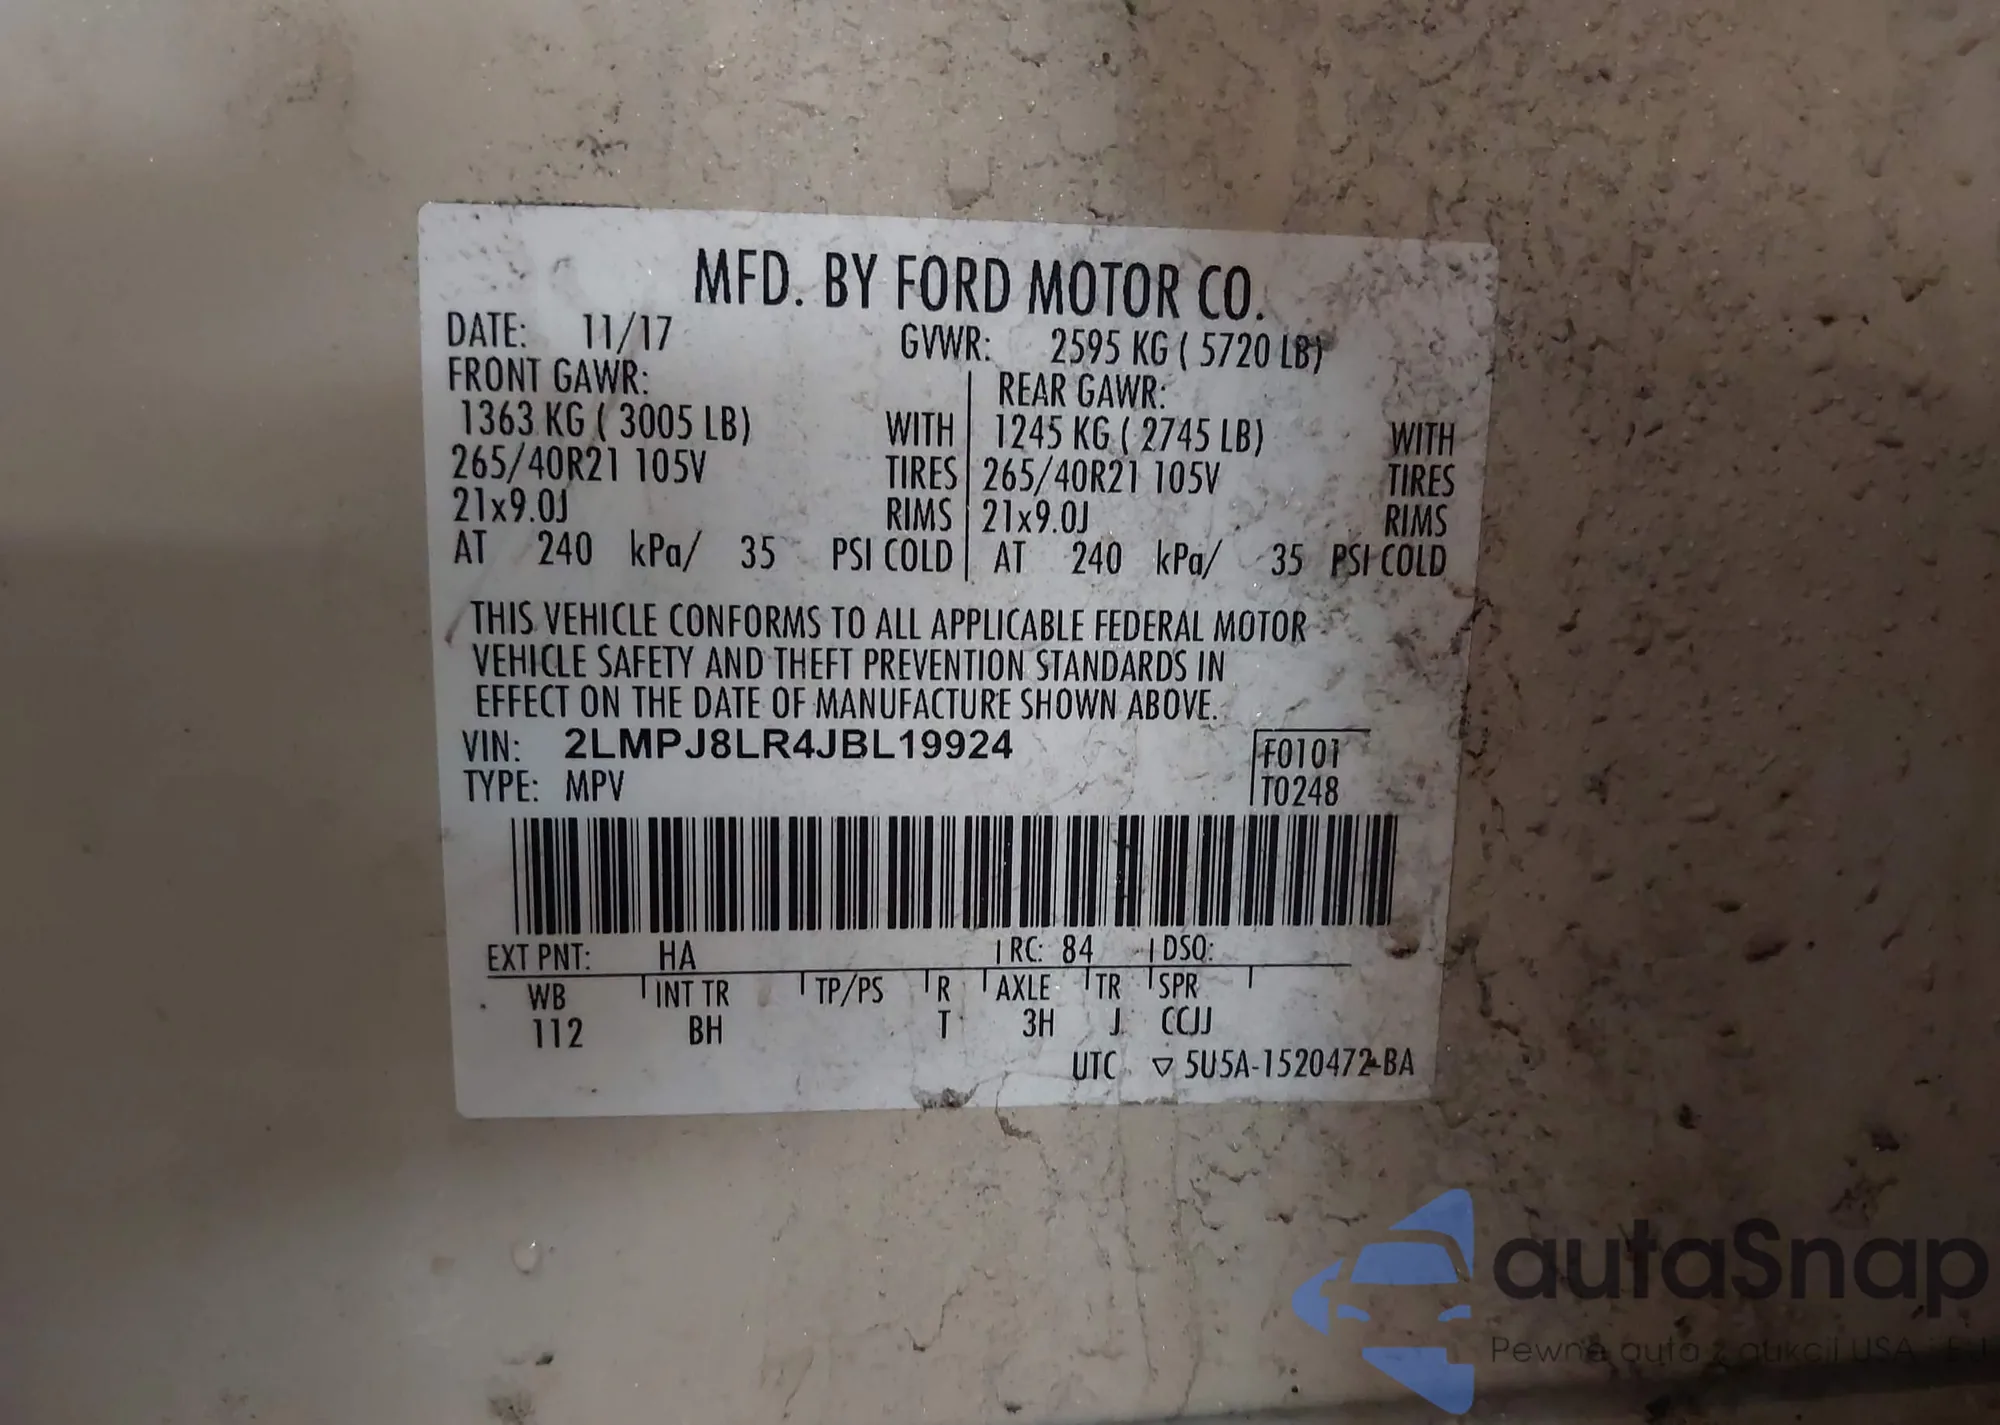 MFD. BY FORD MOTOR CO.
DATE: 11/17 GVWR: 2595 KG ( 5720 LB)
FRONT GAWR: REAR GAWR:
1363 KG ( 3005 LB) WITH 1245 KG ( 2745 LB) WITH
265/40R21 105V TIRES 265/40R21 105V TIRES
21x9.0J RIMS 21x9.0J RIMS
AT 240 kPa/ 35 PSI COLD AT 240 kPa/ 35 PSI COLD
THIS VEHICLE CONFORMS TO ALL APPLICABLE FEDERAL MOTOR
VEHICLE SAFETY AND THEFT PREVENTION STANDARDS IN
EFFECT ON THE DATE OF MANUFACTURE SHOWN ABOVE.
VIN: 2LMPJ8LR4JBL19924
TYPE: MPV
F0101
T0248
EXT PNT: HA RC: 84 DSO:
WB INT TR TP/PS R AXLE TR SPR
112 BH T 3H J CCJJ
UTC ▽ 5U5A-1520472-BA
autaSnap
Pewne auta z aukcji USA i EU